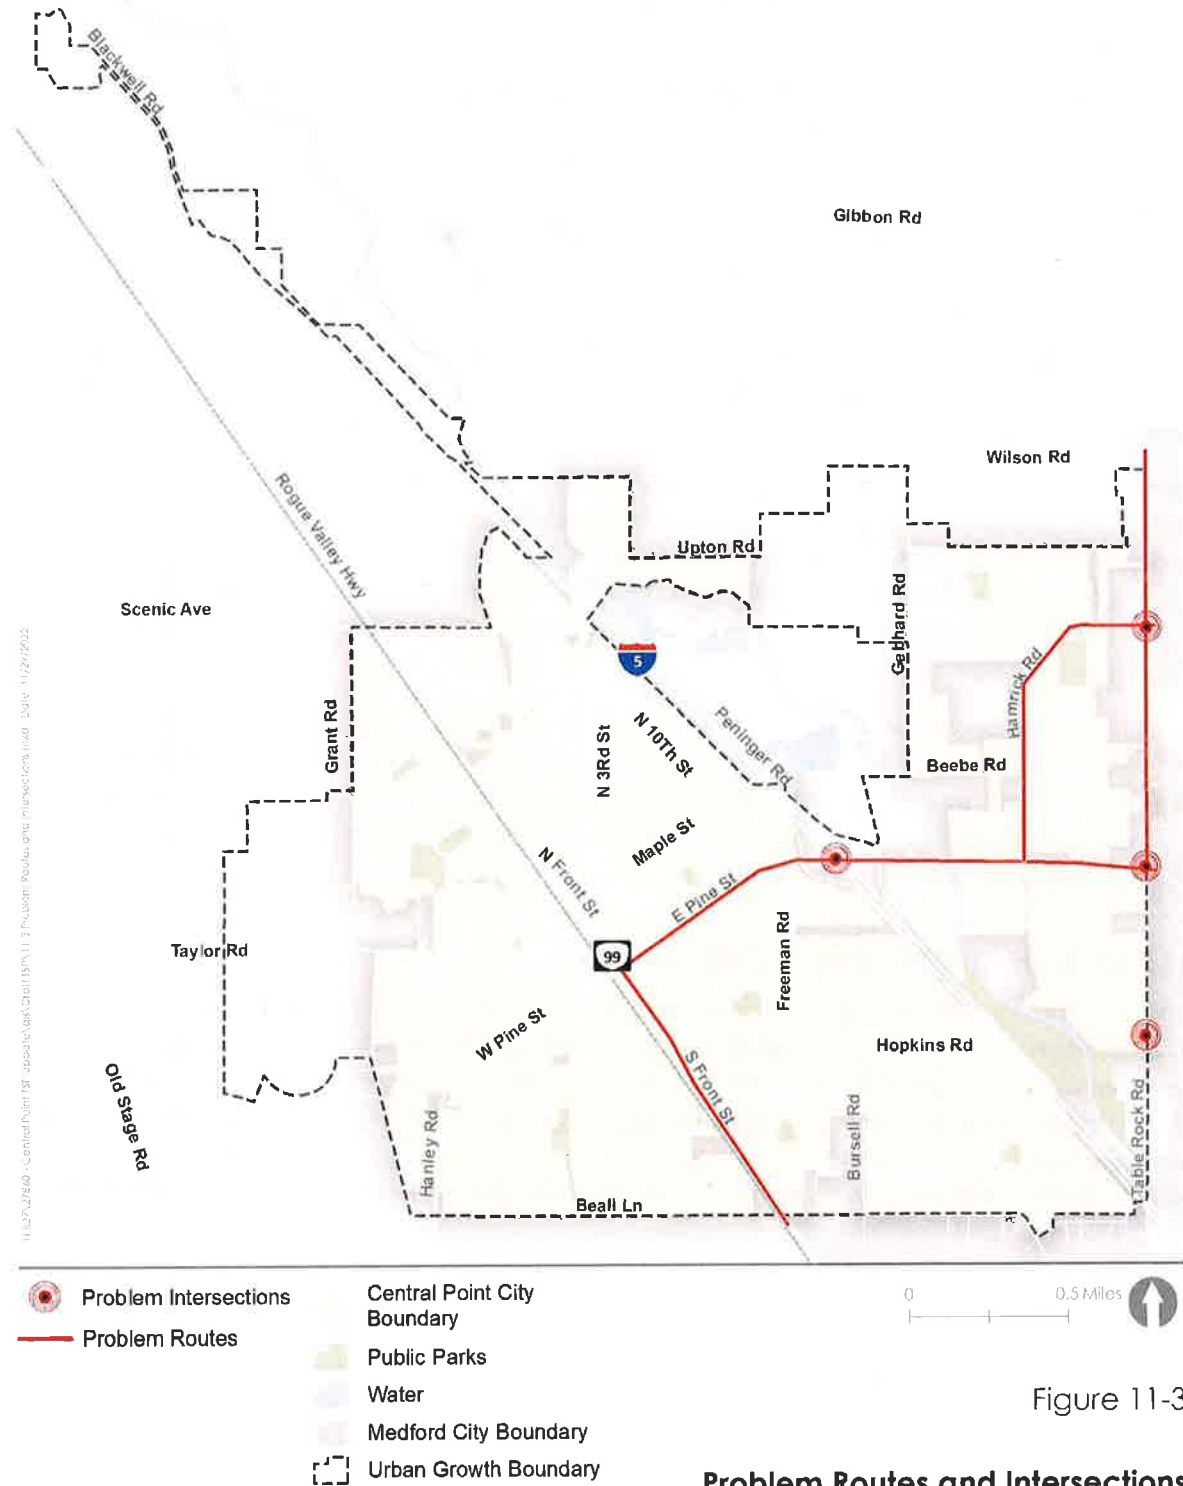 Blackwell Rd
Gibbon Rd
Wilson Rd
Rogue Valley Hwy
Upton Rd
Scenic Ave
Gebhard Rd
5
Hamrick Rd
Grant Rd
N 3Rd St
N 10Th St
Peninger Rd
Beebe Rd
Maple St
N Front St
E Pine St
Freeman Rd
Taylor Rd
99
W Pine St
Hopkins Rd
S Front St
Old Stage Rd
Hanley Rd
Bursell Rd
Table Rock Rd
Beall Ln
Problem Intersections
Problem Routes
Central Point City
Boundary
Public Parks
Water
Medford City Boundary
Urban Growth Boundary
0
0.5 Miles
Figure 11-3
Problem Routes and Intersections